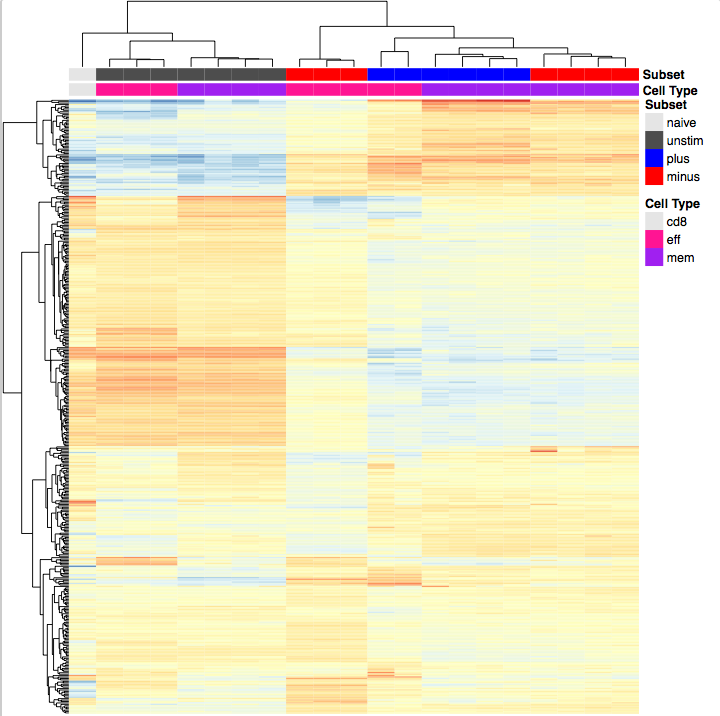 Subset
Cell Type
Subset
naive
unstim
plus
minus
Cell Type
cd8
eff
mem